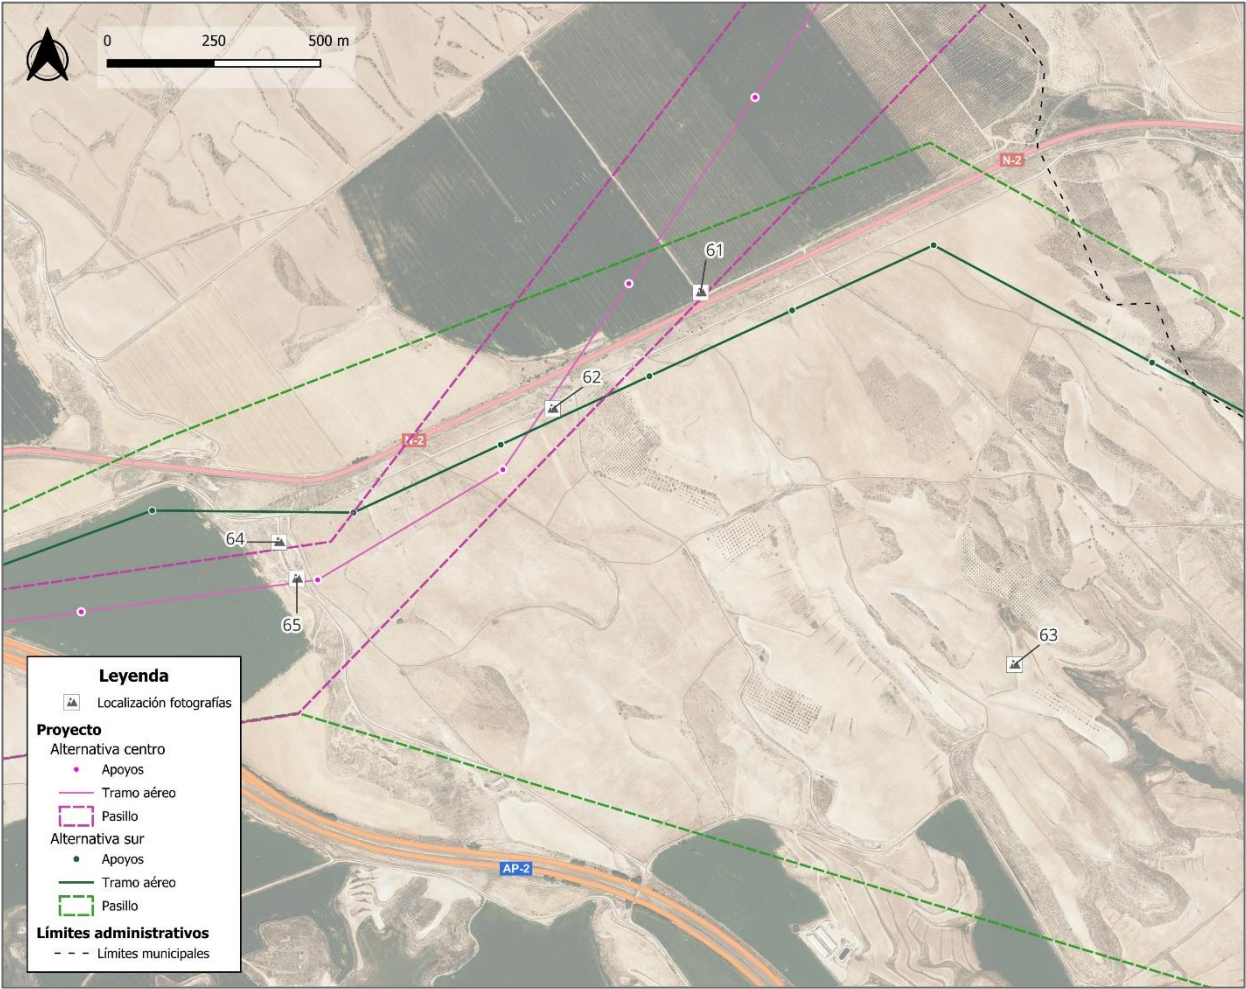 0 250 500 m
61
N-2
62
N-2
64
65
63
Leyenda
Localización fotografías
Proyecto
Alternativa centro
Apoyos
Tramo aéreo
Pasillo
Alternativa sur
Apoyos
Tramo aéreo
Pasillo
Límites administrativos
Límites municipales
AP-2